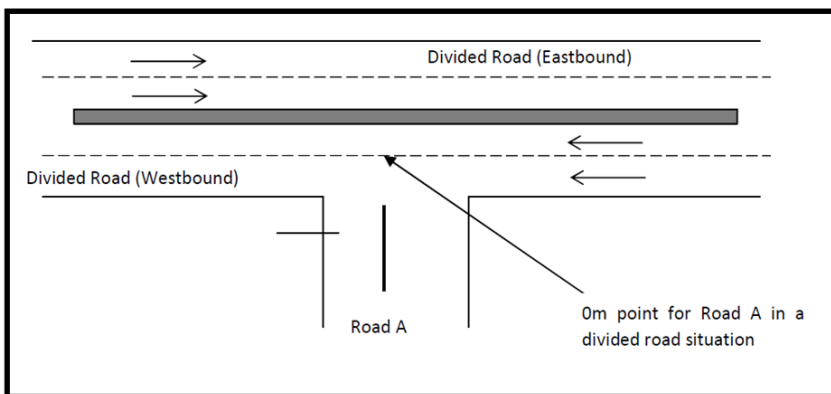 Divided Road (Eastbound)
Divided Road (Westbound)
Road A
0m point for Road A in a
divided road situation